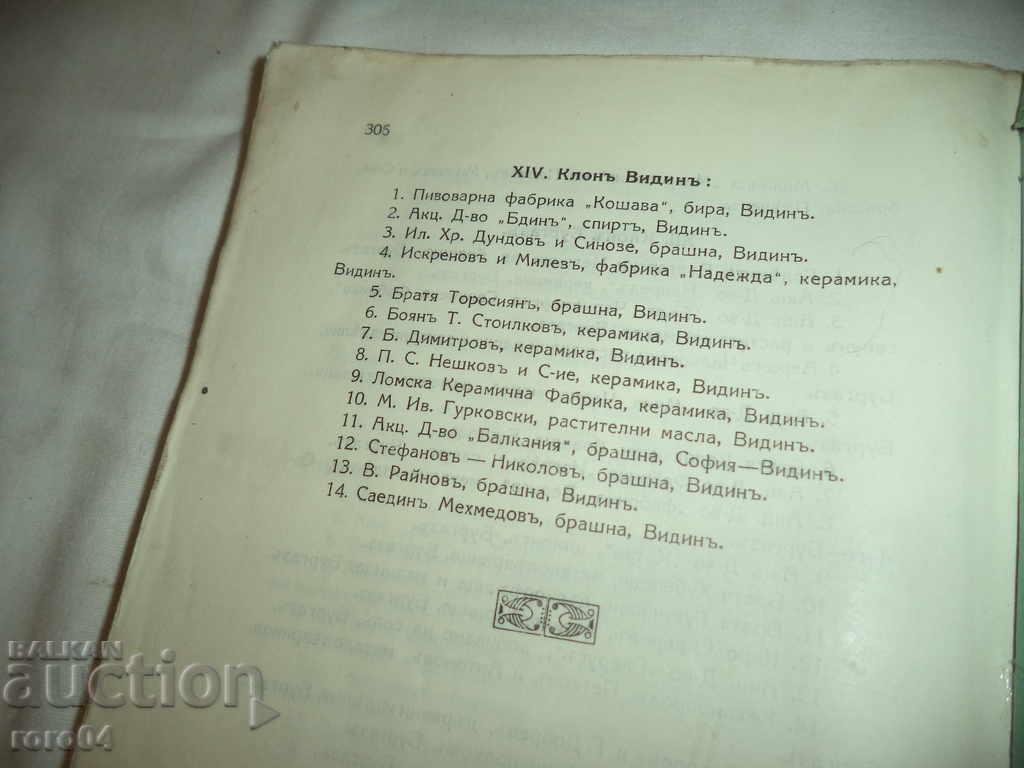 305
XIV. Клонъ Видинъ:
1. Пивоварна фабрика „Кошава“, бира, Видинъ.
2. Акц. Д-во „Бдинъ“, спиртъ, Видинъ.
3. Ил. Хр. Дундовъ и Синозе, брашна, Видинъ.
4. Искреновъ и Милевъ, фабрика „Надежда“, керамика,
Видинъ.
5. Братя Торосиянъ, брашна, Видинъ.
6. Боянъ Т. Стоилковъ, керамика, Видинъ.
7. Б. Димитровъ, керамика, Видинъ.
8. П. С. Нешковъ и С-ие, керамика, Видинъ.
9. Ломска Керамична Фабрика, керамика, Видинъ.
10. М. Ив. Гурковски, растителни масла, Видинъ.
11. Акц. Д-во „Балкания“, брашна, София—Видинъ.
12. Стефановъ — Николовъ, брашна, Видинъ.
13. В. Райновъ, брашна, Видинъ.
14. Саединъ Мехмедовъ, брашна, Видинъ.
BALKAN
auction
roro04